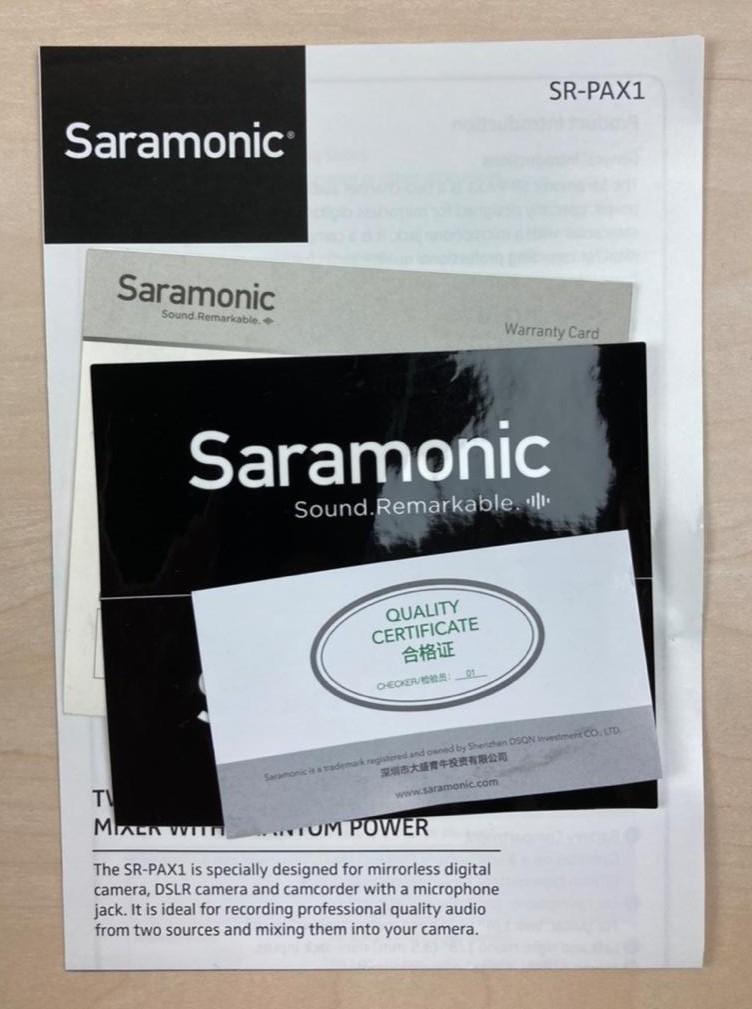 Saramonic®
SR-PAX1
Saramonic
Sound.Remarkable.
Warranty Card
Saramonic
Sound.Remarkable.
QUALITY
CERTIFICATE
合格证
CHECKER/检验员: 01
Saramonic is a trademark registered and owned by Shenzhen DSQN Investment CO., LTD.
深圳市大盛青牛投资有限公司
www.saramonic.com
MIXER WITH PHANTOM POWER
The SR-PAX1 is specially designed for mirrorless digital
camera, DSLR camera and camcorder with a microphone
jack. It is ideal for recording professional quality audio
from two sources and mixing them into your camera.